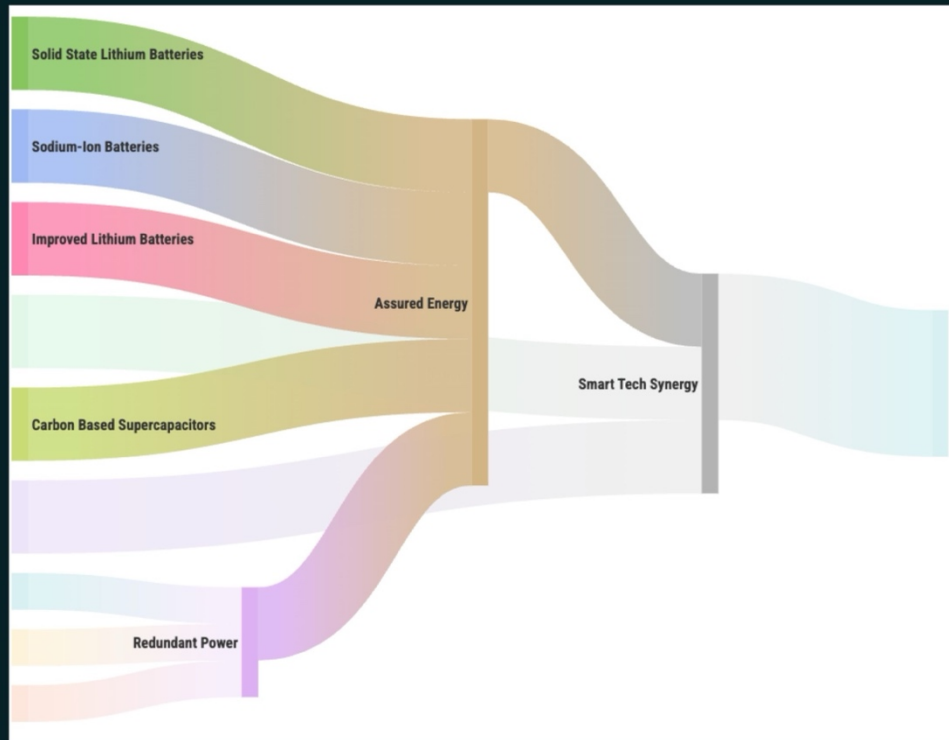 Solid State Lithium Batteries
Sodium-Ion Batteries
Improved Lithium Batteries
Assured Energy
Smart Tech Synergy
Carbon Based Supercapacitors
Redundant Power